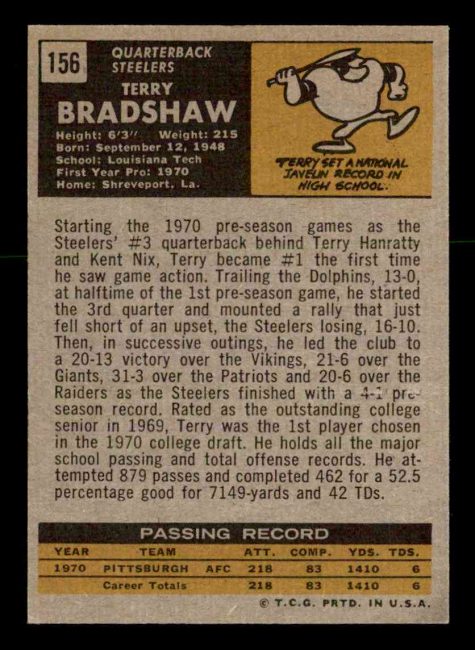 156
QUARTERBACK
STEELERS
TERRY
BRADSHAW
Height: 6'3" Weight: 215
Born: September 12, 1948
School: Louisiana Tech
First Year Pro: 1970
Home: Shreveport, La.
TERRY SET A NATIONAL
JAVELIN RECORD IN
HIGH SCHOOL.
Starting the 1970 pre-season games as the
Steelers' #3 quarterback behind Terry Hanratty
and Kent Nix, Terry became #1 the first time
he saw game action. Trailing the Dolphins, 13-0,
at halftime of the 1st pre-season game, he started
the 3rd quarter and mounted a rally that just
fell short of an upset, the Steelers losing, 16-10.
Then, in successive outings, he led the club to
a 20-13 victory over the Vikings, 21-6 over the
Giants, 31-3 over the Patriots and 20-6 over the
Raiders as the Steelers finished with a 4-1 pre-
season record. Rated as the outstanding college
senior in 1969, Terry was the 1st player chosen
in the 1970 college draft. He holds all the major
school passing and total offense records. He at-
tempted 879 passes and completed 462 for a 52.5
percentage good for 7149-yards and 42 TDs.
PASSING RECORD
YEAR TEAM ATT. COMP. YDS. TDS.
1970 PITTSBURGH AFC 218 83 1410 6
Career Totals 218 83 1410 6
© T.C.G. PRTD. IN U.S.A.